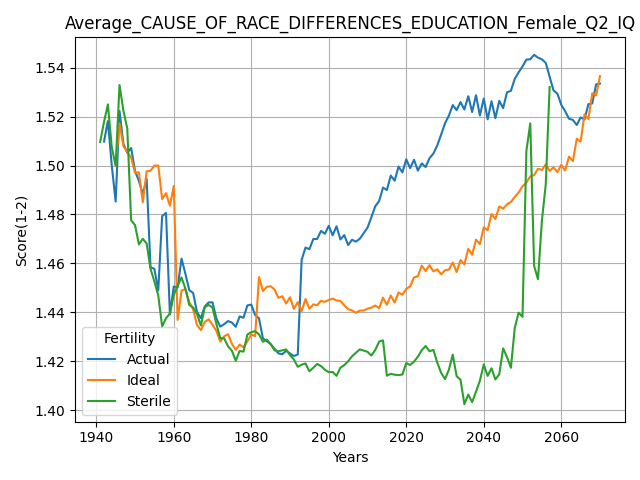 Average_CAUSE_OF_RACE_DIFFERENCES_EDUCATION_Female_Q2_IQ
1.54
1.52
1.50
1.48
1.46
1.44
1.42
1.40
Score(1-2)
Fertility
Actual
Ideal
Sterile
1940 1960 1980 2000 2020 2040 2060
Years